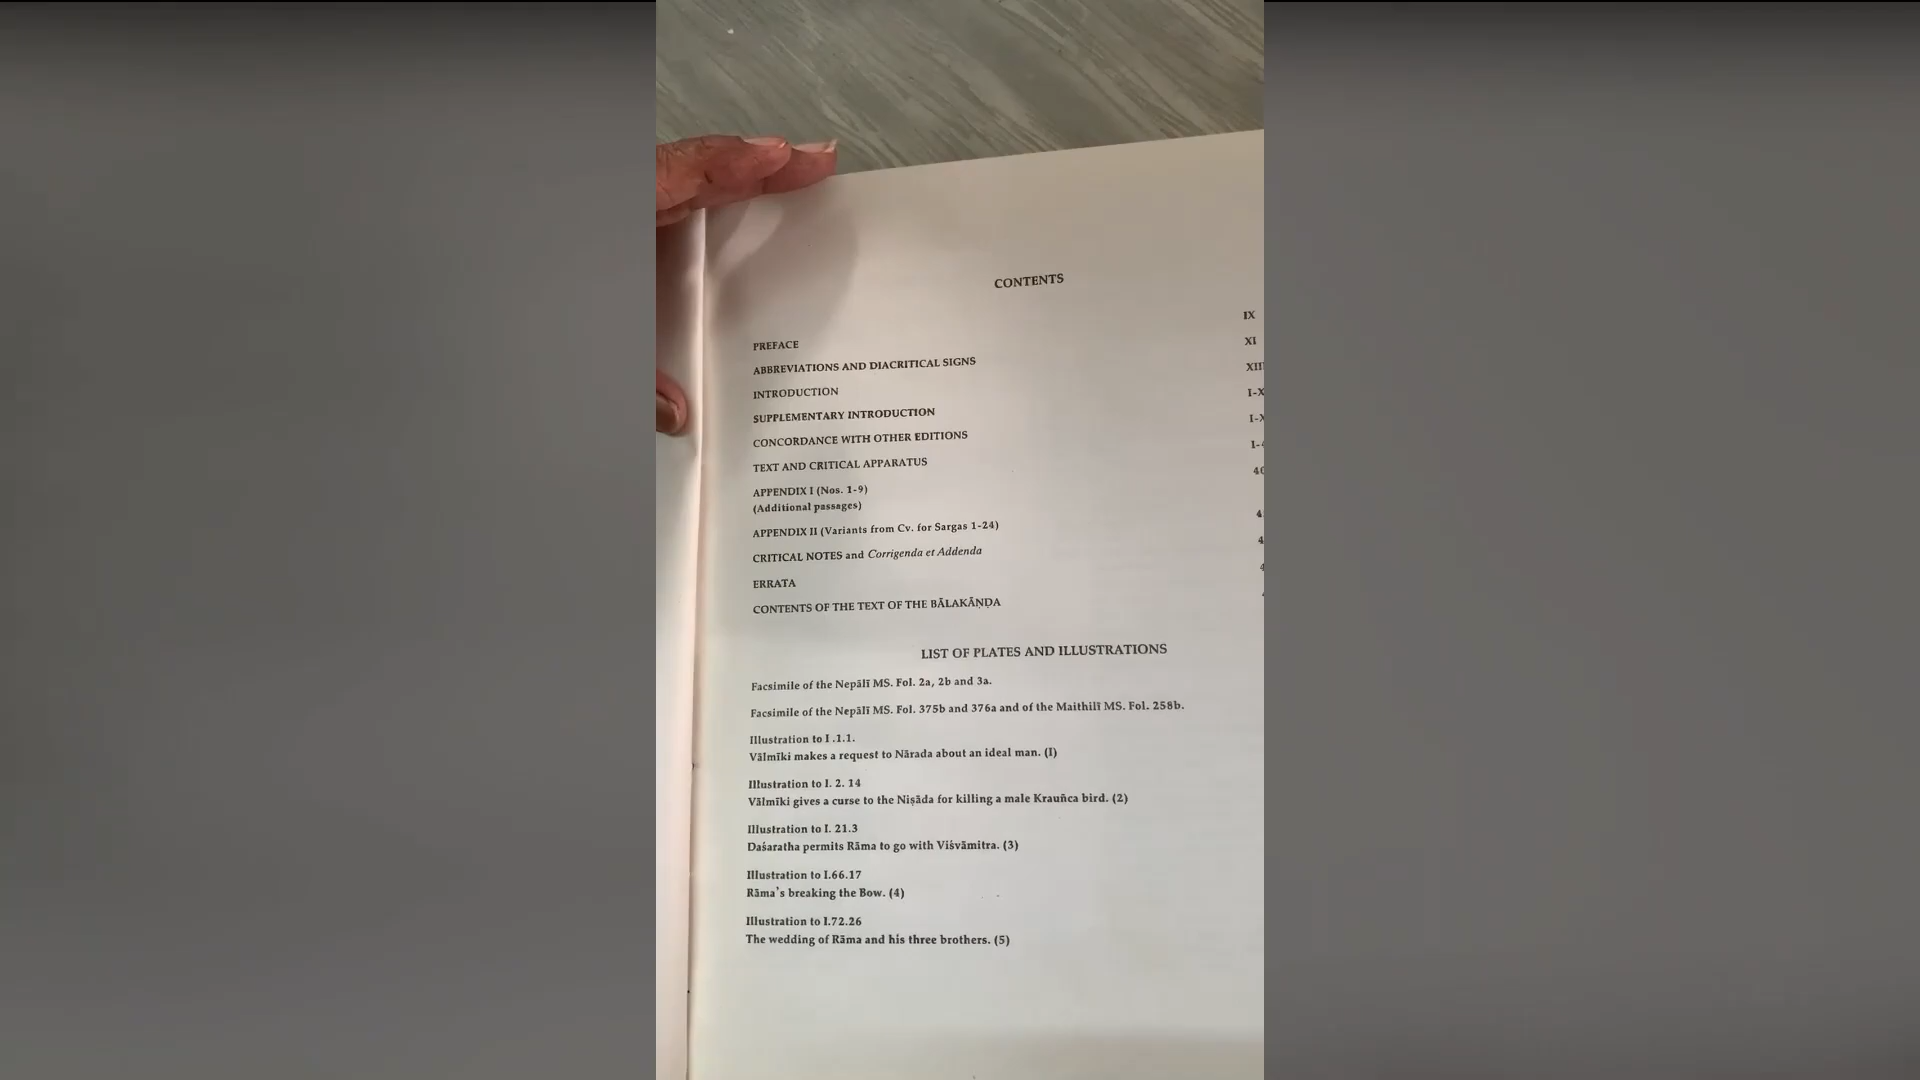 CONTENTS
PREFACE IX
ABBREVIATIONS AND DIACRITICAL SIGNS XI
INTRODUCTION
SUPPLEMENTARY INTRODUCTION
CONCORDANCE WITH OTHER EDITIONS
TEXT AND CRITICAL APPARATUS
APPENDIX I (Nos. 1-9)
(Additional passages)
APPENDIX II (Variants from Cv. for Sargas 1-24)
CRITICAL NOTES and Corrigenda et Addenda
ERRATA
CONTENTS OF THE TEXT OF THE BĀLAKĀṆḌA
LIST OF PLATES AND ILLUSTRATIONS
Facsimile of the Nepālī MS. Fol. 2a, 2b and 3a.
Facsimile of the Nepālī MS. Fol. 375b and 376a and of the Maithilī MS. Fol. 258b.
Illustration to I .1.1.
Vālmīki makes a request to Nārada about an ideal man. (I)
Illustration to I. 2. 14
Vālmīki gives a curse to the Niṣāda for killing a male Krauñca bird. (2)
Illustration to I. 21.3
Daśaratha permits Rāma to go with Viśvāmitra. (3)
Illustration to I.66.17
Rāma's breaking the Bow. (4)
Illustration to I.72.26
The wedding of Rāma and his three brothers. (5)